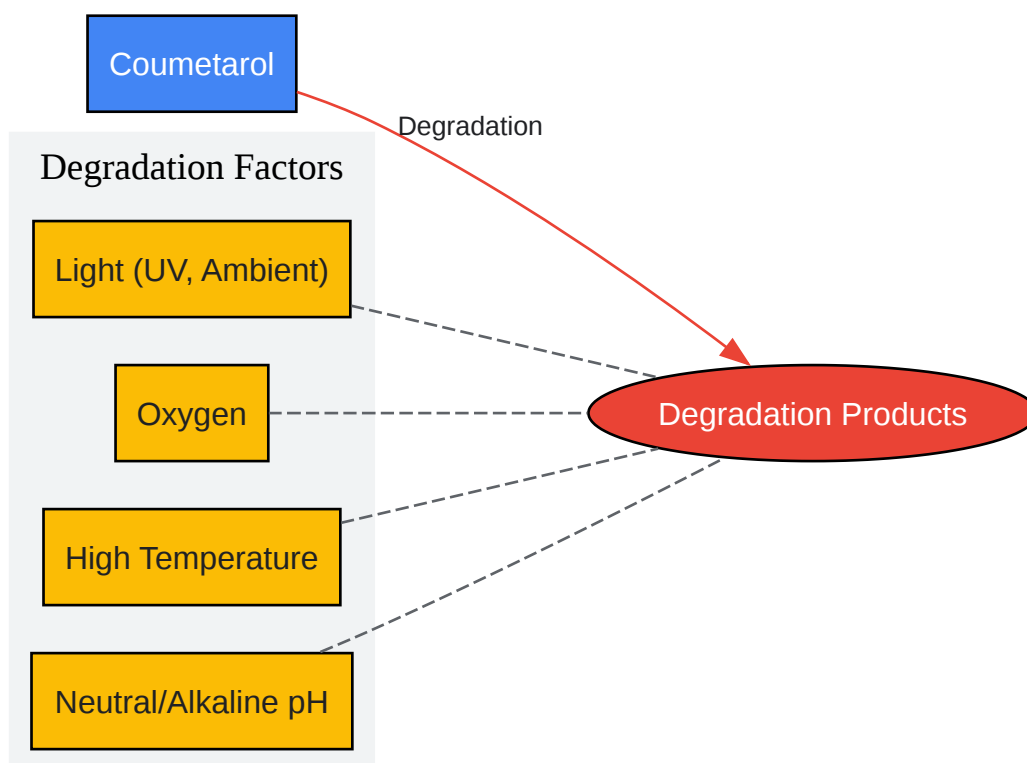 Coumetarol
Degradation
Degradation Factors
Light (UV, Ambient)
Oxygen
Degradation Products
High Temperature
Neutral/Alkaline pH